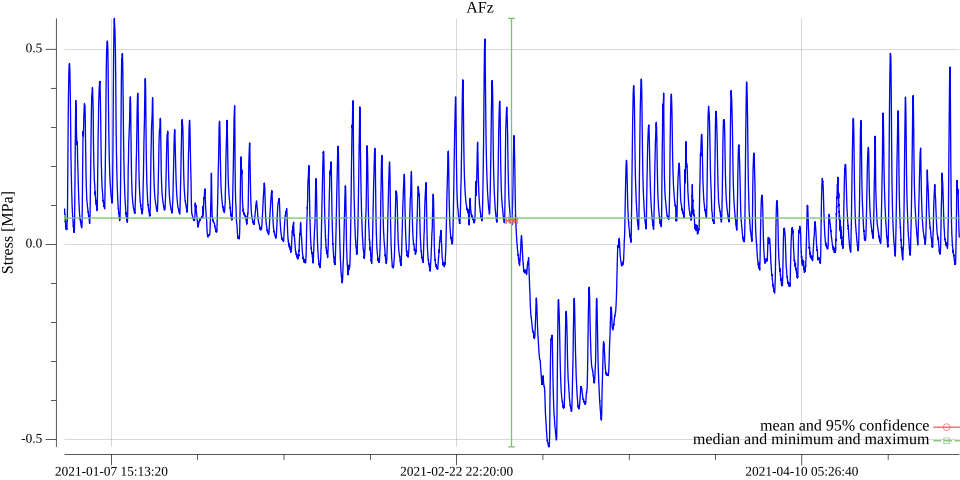 AFz
0.5
0.0
-0.5
Stress [MPa]
mean and 95% confidence
median and minimum and maximum
2021-01-07 15:13:20
2021-02-22 22:20:00
2021-04-10 05:26:40